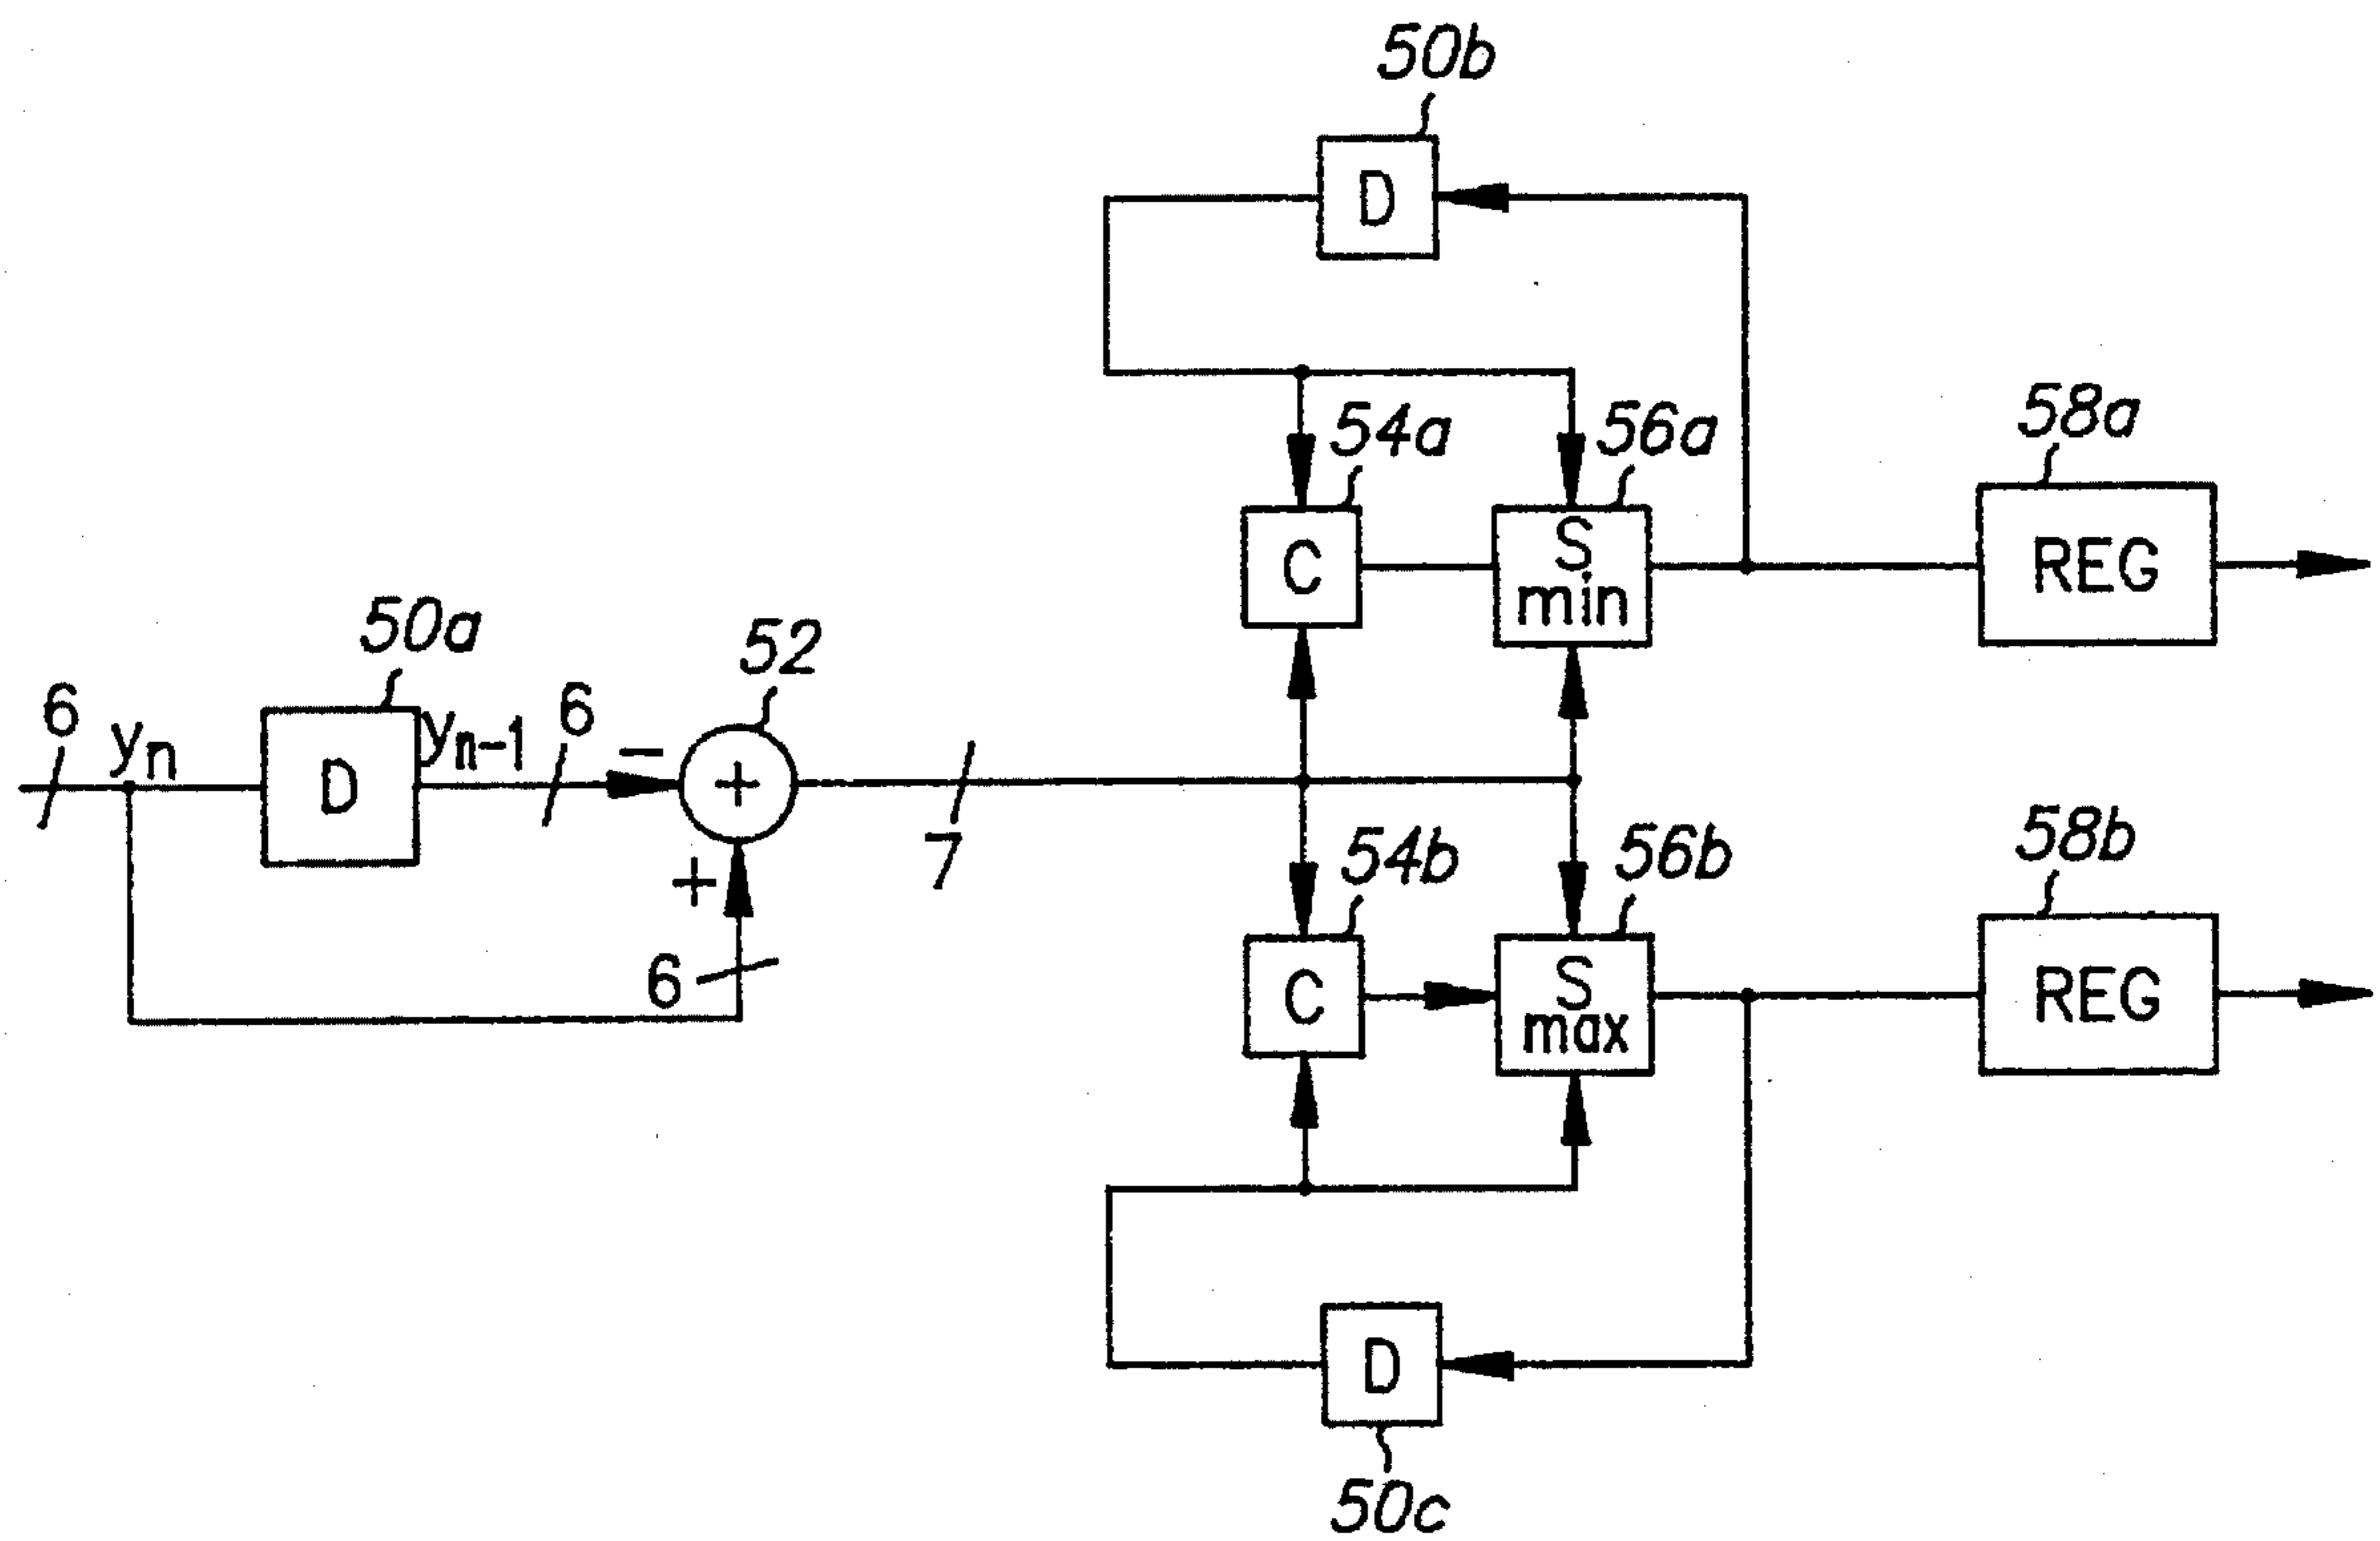 50b
D
54a
56a
58a
C
S
min
REG
50a
52
6
yn
D
yn-1
6
−
+
7
+
6
54b
56b
58b
C
S
max
REG
D
50c